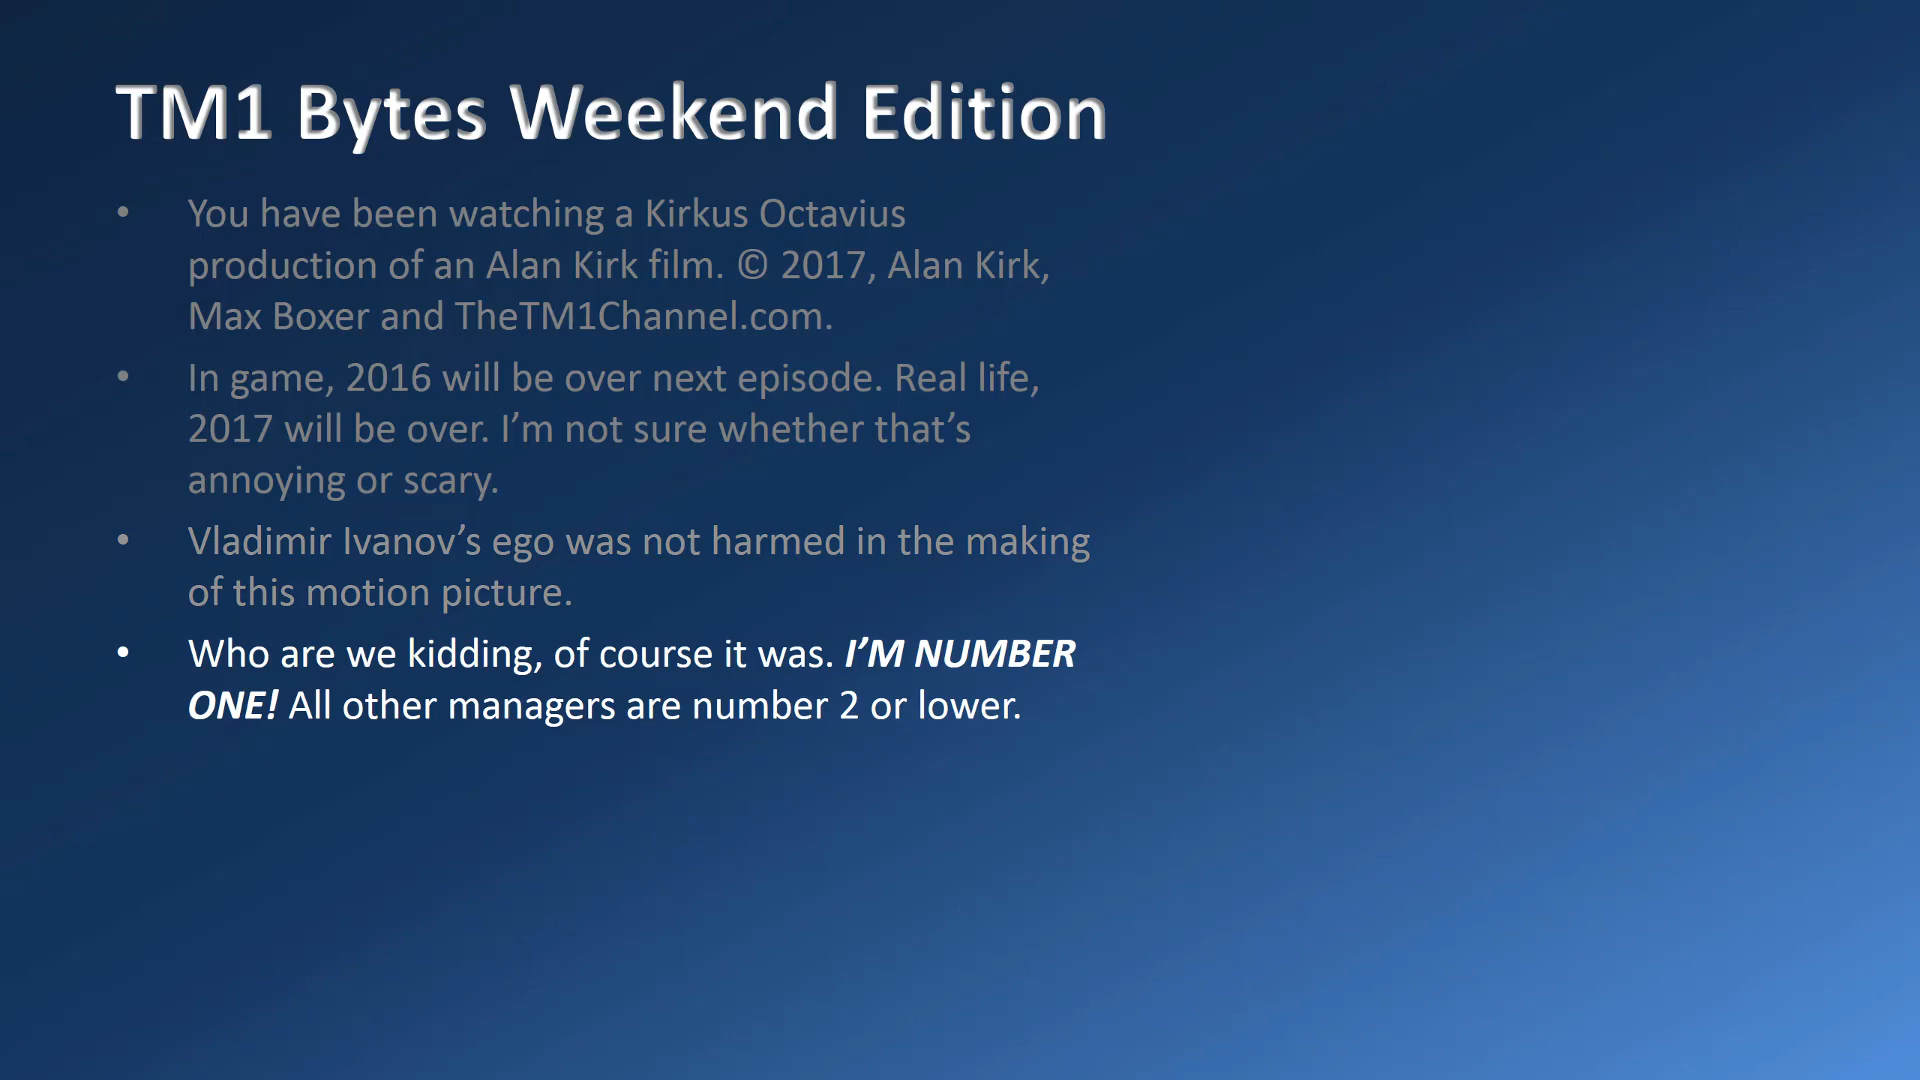 TM1 Bytes Weekend Edition
• You have been watching a Kirkus Octavius
production of an Alan Kirk film. © 2017, Alan Kirk,
Max Boxer and TheTM1Channel.com.
• In game, 2016 will be over next episode. Real life,
2017 will be over. I’m not sure whether that’s
annoying or scary.
• Vladimir Ivanov’s ego was not harmed in the making
of this motion picture.
• Who are we kidding, of course it was. I’M NUMBER
ONE! All other managers are number 2 or lower.